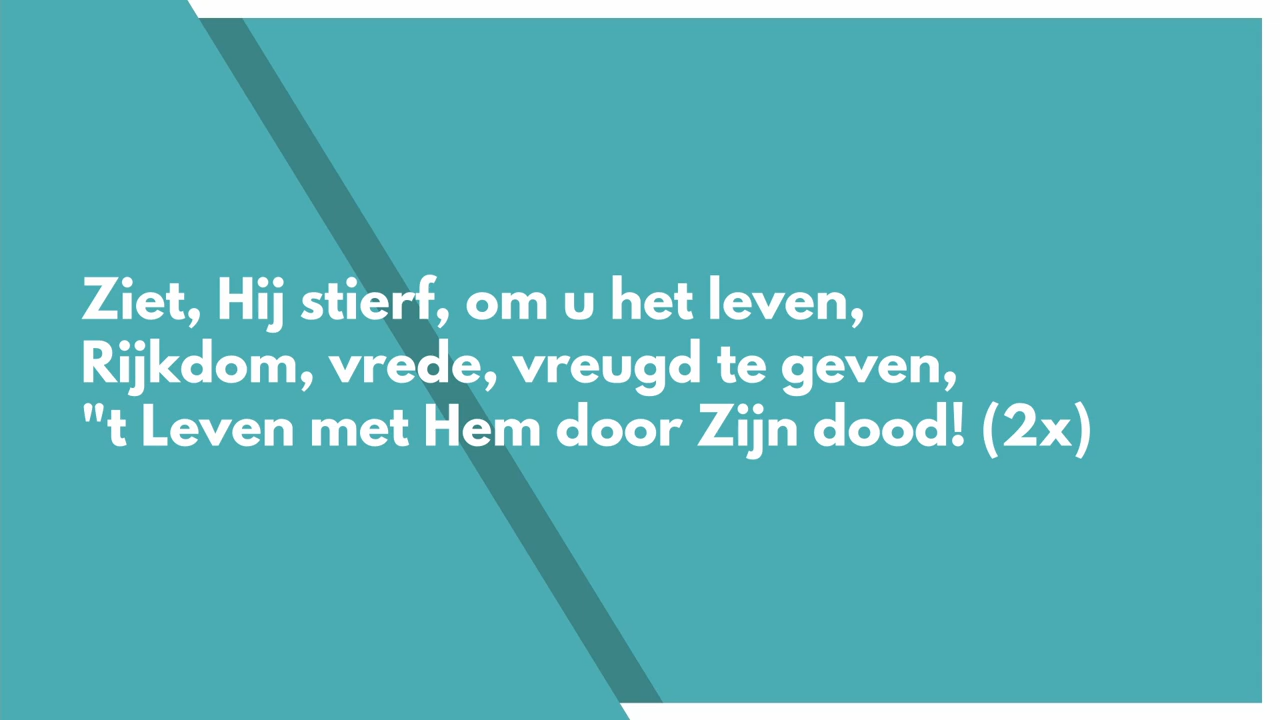 Ziet, Hij stierf, om u het leven,
Rijkdom, vrede, vreugd te geven,
"t Leven met Hem door Zijn dood! (2x)